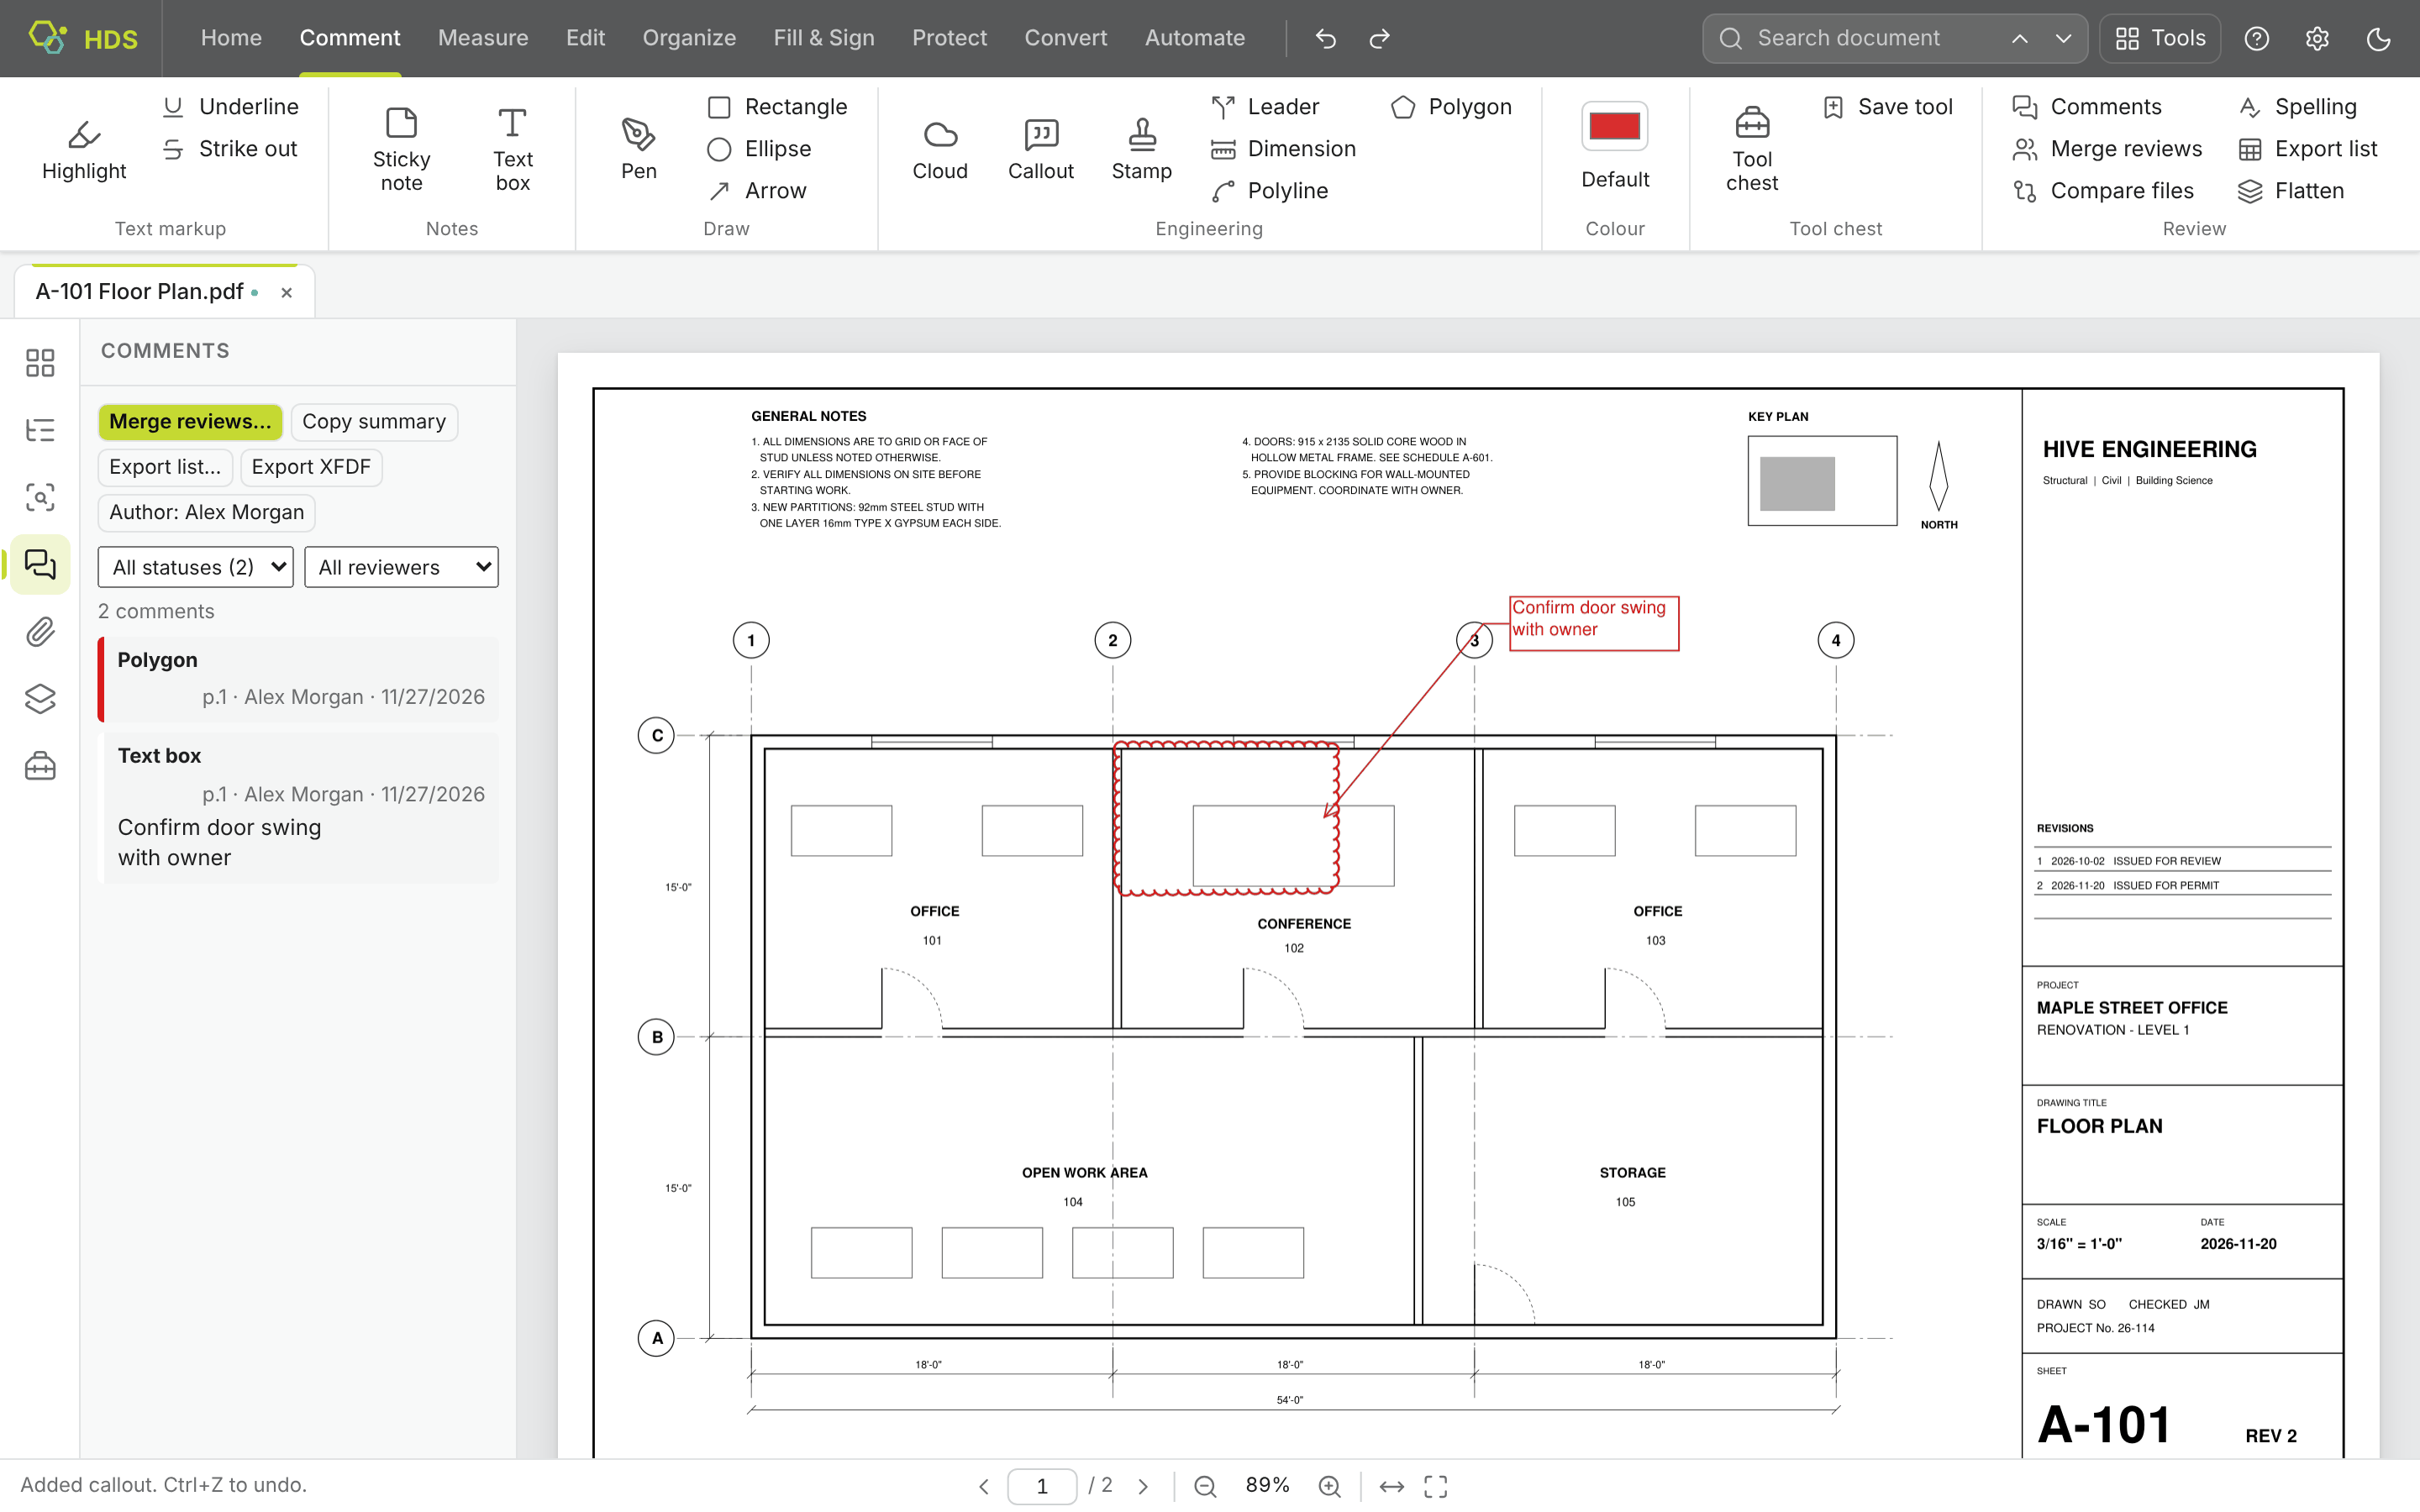 HDS
Home
Comment
Measure
Edit
Organize
Fill & Sign
Protect
Convert
Automate
Search document
Tools
Highlight
Underline
Strike out
Text markup
Sticky note
Text box
Notes
Pen
Rectangle
Ellipse
Arrow
Draw
Cloud
Callout
Stamp
Leader
Dimension
Polyline
Polygon
Engineering
Default
Colour
Tool chest
Save tool
Tool chest
Comments
Merge reviews
Compare files
Spelling
Export list
Flatten
Review
A-101 Floor Plan.pdf
COMMENTS
Merge reviews...
Copy summary
Export list...
Export XFDF
Author: Alex Morgan
All statuses (2)
All reviewers
2 comments
Polygon
p.1 · Alex Morgan · 11/27/2026
Text box
p.1 · Alex Morgan · 11/27/2026
Confirm door swing
with owner
GENERAL NOTES
1. ALL DIMENSIONS ARE TO GRID OR FACE OF
STUD UNLESS NOTED OTHERWISE.
2. VERIFY ALL DIMENSIONS ON SITE BEFORE
STARTING WORK.
3. NEW PARTITIONS: 92mm STEEL STUD WITH
ONE LAYER 16mm TYPE X GYPSUM EACH SIDE.
4. DOORS: 915 x 2135 SOLID CORE WOOD IN
HOLLOW METAL FRAME. SEE SCHEDULE A-601.
5. PROVIDE BLOCKING FOR WALL-MOUNTED
EQUIPMENT. COORDINATE WITH OWNER.
KEY PLAN
NORTH
Confirm door swing
with owner
1
2
3
4
C
B
A
15'-0"
15'-0"
OFFICE
101
CONFERENCE
102
OFFICE
103
OPEN WORK AREA
104
STORAGE
105
18'-0"
18'-0"
18'-0"
54'-0"
HIVE ENGINEERING
Structural | Civil | Building Science
REVISIONS
1 2026-10-02 ISSUED FOR REVIEW
2 2026-11-20 ISSUED FOR PERMIT
PROJECT
MAPLE STREET OFFICE
RENOVATION - LEVEL 1
DRAWING TITLE
FLOOR PLAN
SCALE
3/16" = 1'-0"
DATE
2026-11-20
DRAWN SO CHECKED JM
PROJECT No. 26-114
SHEET
A-101
REV 2
Added callout. Ctrl+Z to undo.
1 / 2
89%